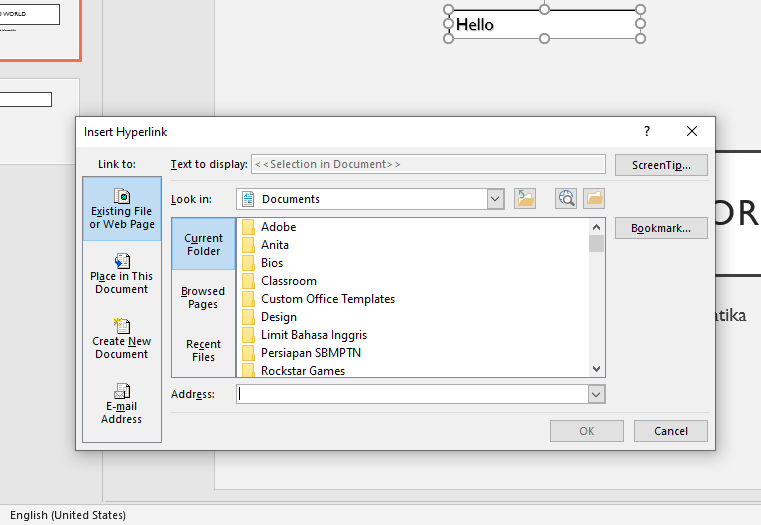 WORLD
Hello
Insert Hyperlink
?
Link to:
Text to display:
<<Selection in Document>>
ScreenTip...
Existing File
or Web Page
Look in:
Documents
Bookmark...
Current
Folder
Adobe
Anita
Bios
Classroom
Custom Office Templates
Design
Limit Bahasa Inggris
Persiapan SBMPTN
Rockstar Games
Browsed
Pages
Recent
Files
Place in This
Document
Create New
Document
E-mail
Address
Address:
OK
Cancel
OR
atika
English (United States)